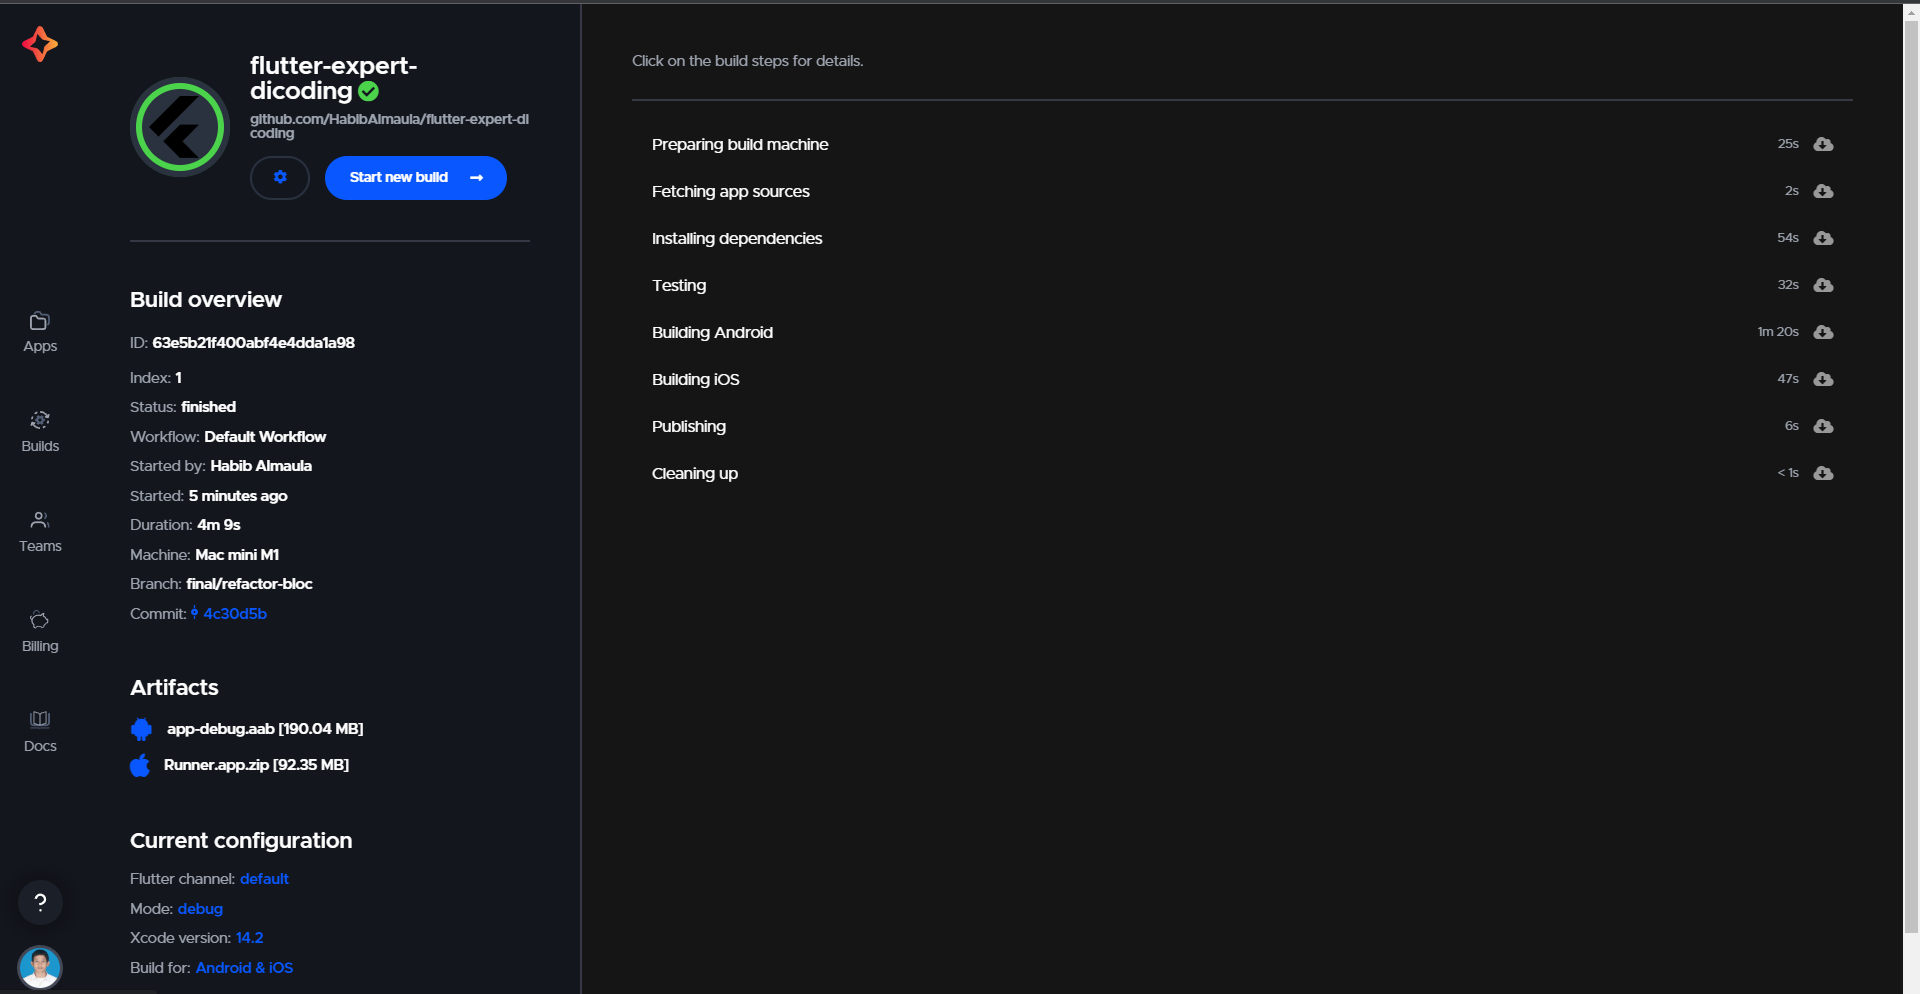 flutter-expert-
dicoding
github.com/HabibAlmaula/flutter-expert-di
coding
Start new build
Build overview
ID: 63e5b21f400abf4e4dda1a98
Index: 1
Status: finished
Workflow: Default Workflow
Started by: Habib Almaula
Started: 5 minutes ago
Duration: 4m 9s
Machine: Mac mini M1
Branch: final/refactor-bloc
Commit: 4c30d5b
Artifacts
app-debug.aab [190.04 MB]
Runner.app.zip [92.35 MB]
Current configuration
Flutter channel: default
Mode: debug
Xcode version: 14.2
Build for: Android & iOS
Apps
Builds
Teams
Billing
Docs
?
Click on the build steps for details.
Preparing build machine 25s
Fetching app sources 2s
Installing dependencies 54s
Testing 32s
Building Android 1m 20s
Building iOS 47s
Publishing 6s
Cleaning up < 1s